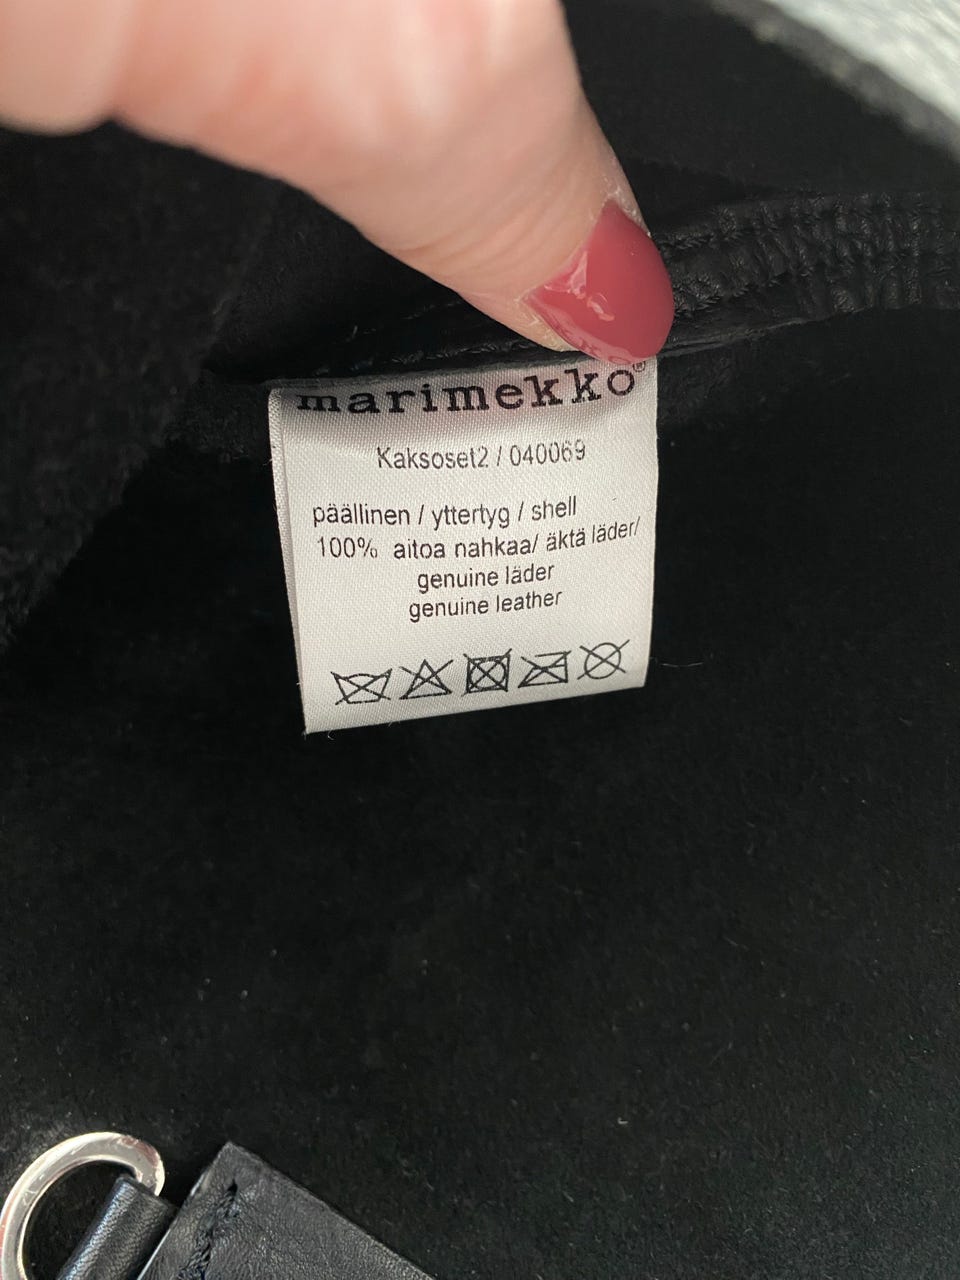 marimekko®
Kaksoset2 / 040069
päällinen / yttertyg / shell
100% aitoa nahkaa/ äktä läder/
genuine läder
genuine leather